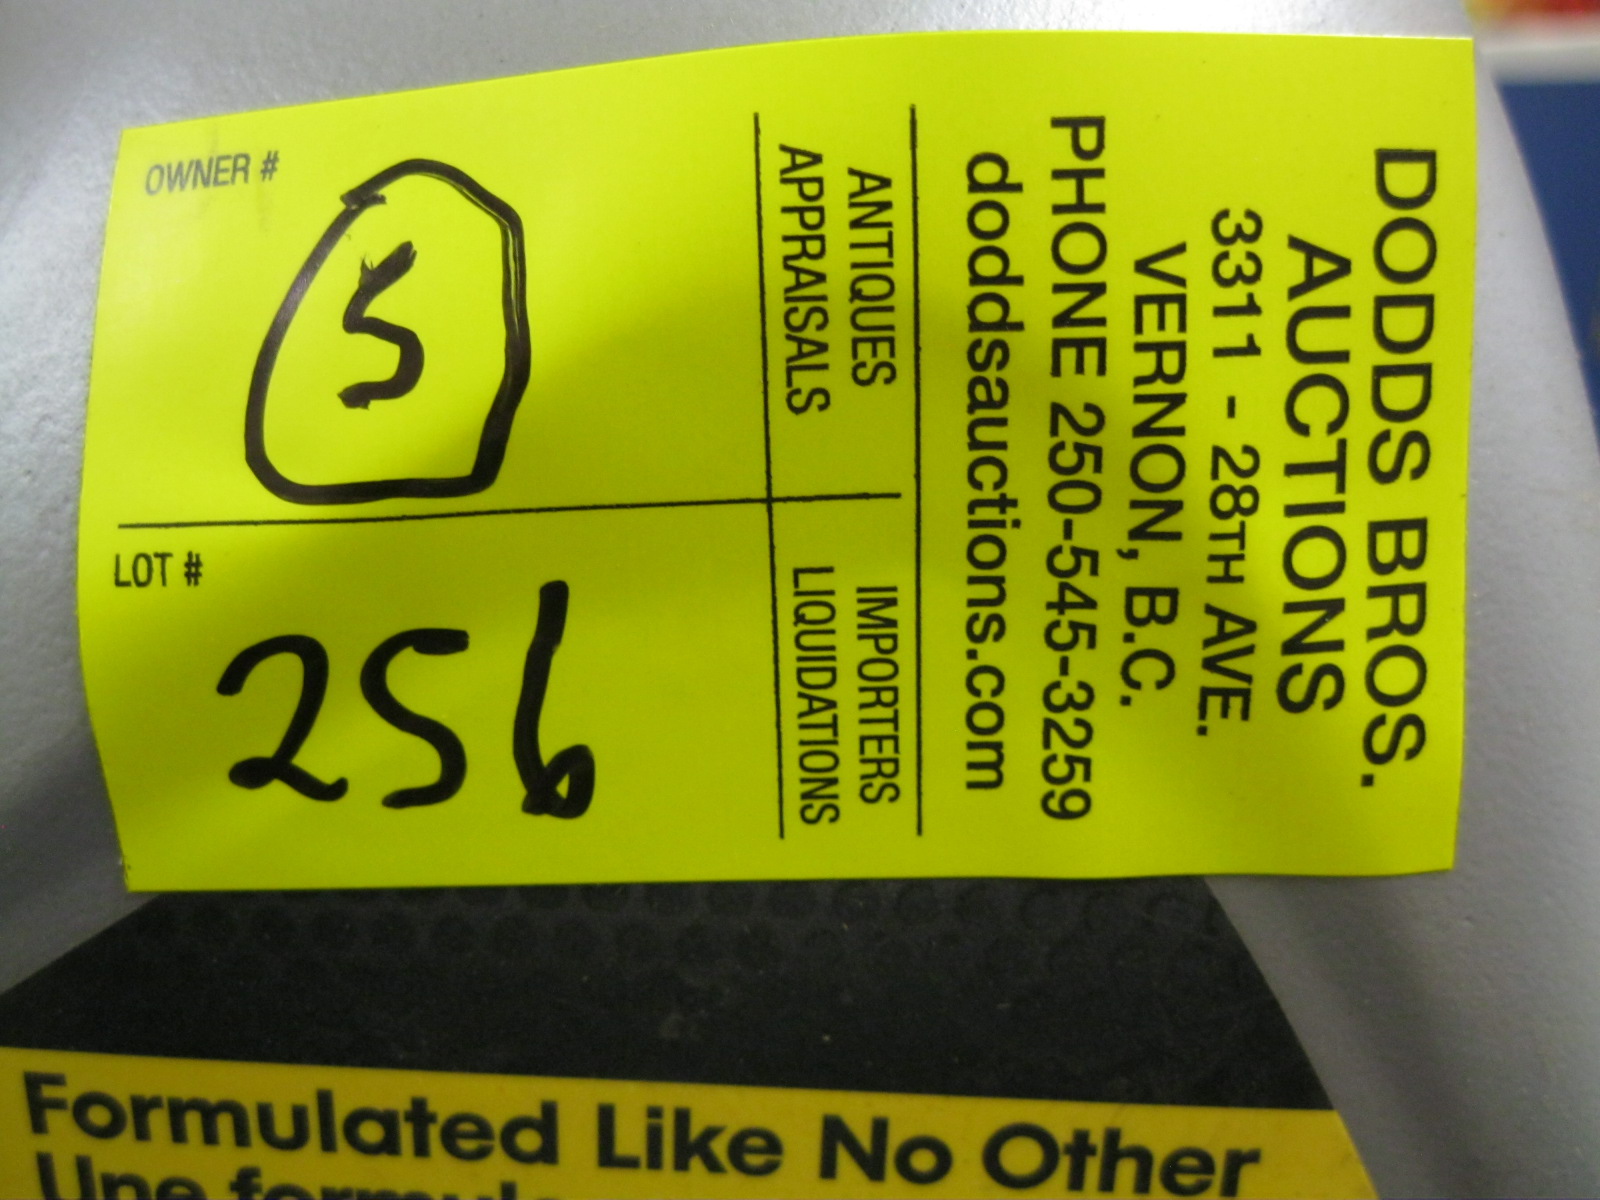 DODDS BROS.
AUCTIONS
3311 - 28TH AVE.
VERNON, B.C.
PHONE 250-545-3259
doddsauctions.com
ANTIQUES
APPRAISALS
IMPORTERS
LIQUIDATIONS
OWNER #
5
LOT #
256
Formulated Like No Other
Une